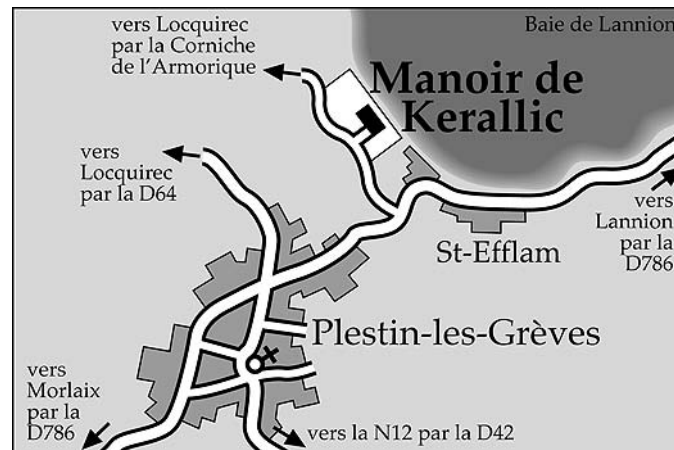 vers Locquirec
par la Corniche
de l'Armorique
Baie de Lannion
Manoir de
Kerallic
vers
Locquirec
par la D64
vers
Lannion
par la
D786
St-Efflam
Plestin-les-Grèves
vers
Morlaix
par la
D786
vers la N12 par la D42